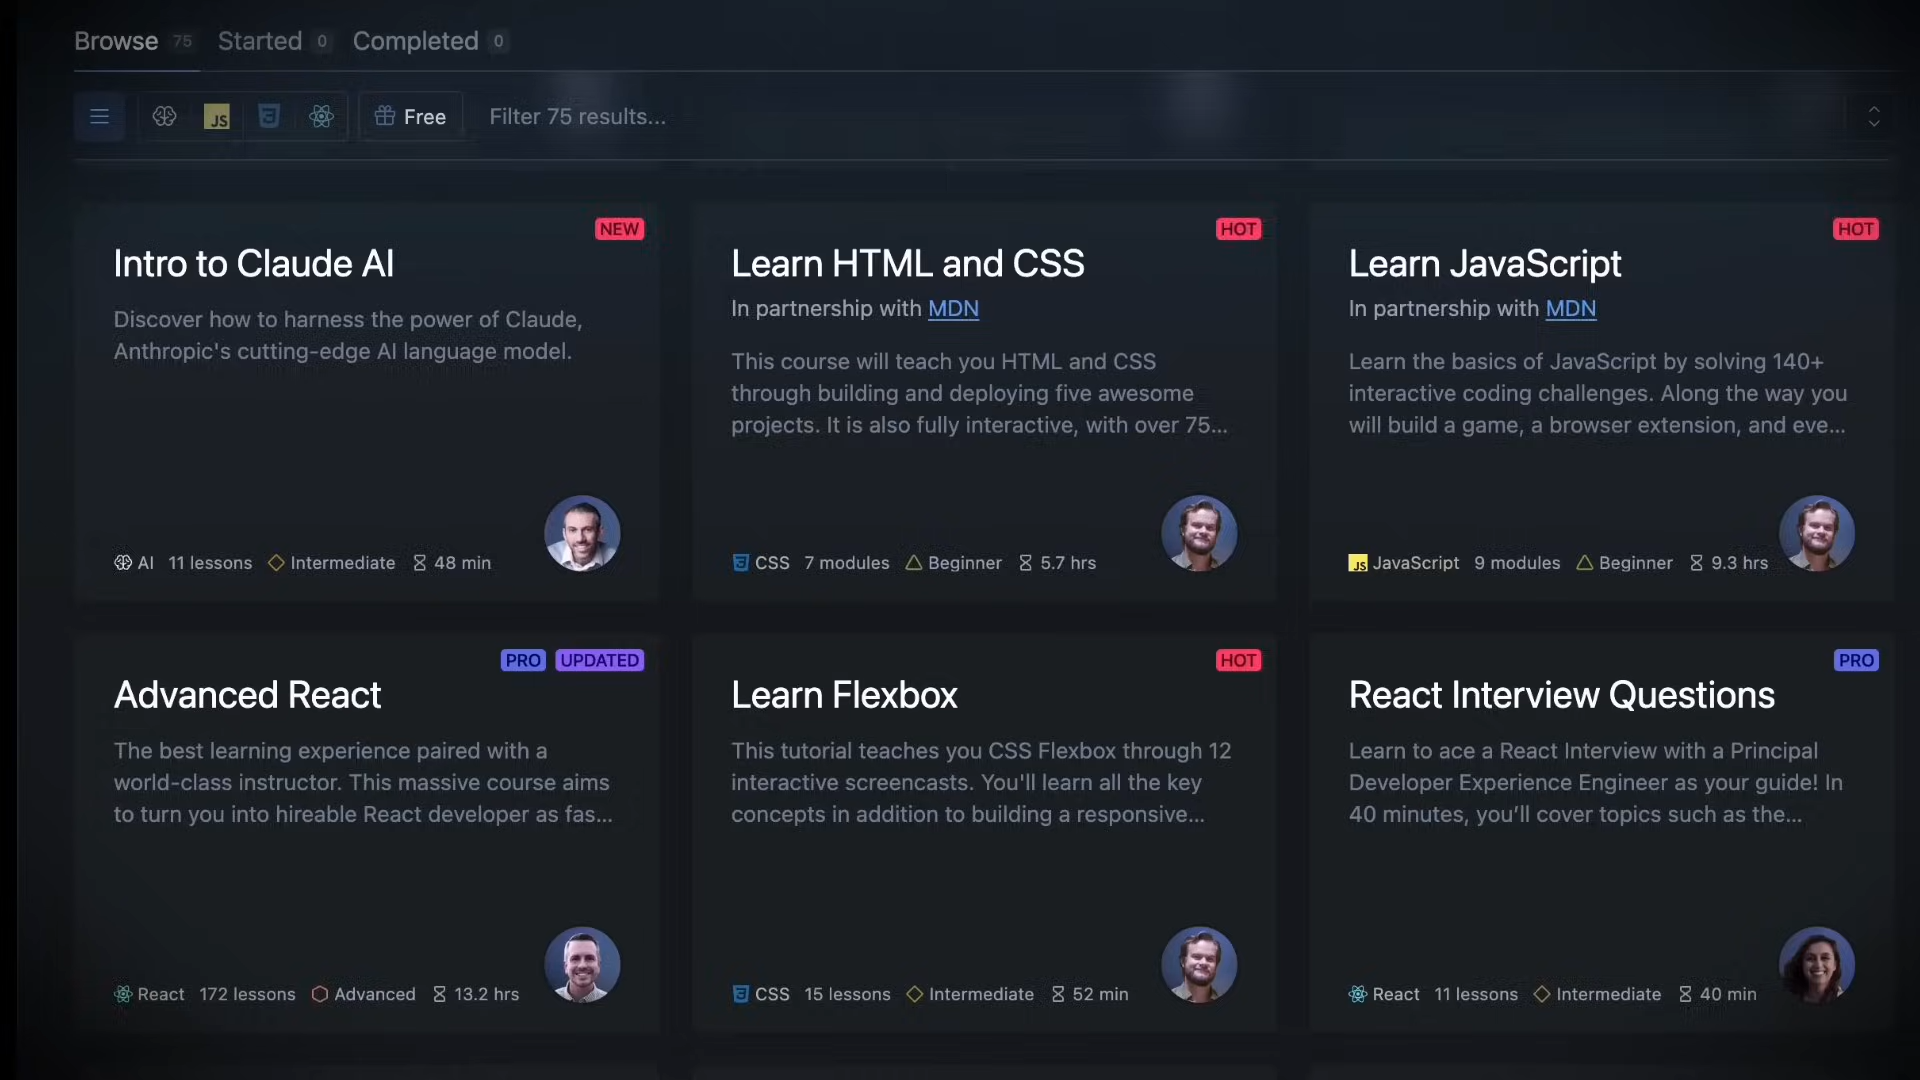 Browse 75 Started 0 Completed 0
JS Free Filter 75 results...
NEW
Intro to Claude AI
Discover how to harness the power of Claude,
Anthropic's cutting-edge AI language model.
AI 11 lessons Intermediate 48 min
HOT
Learn HTML and CSS
In partnership with MDN
This course will teach you HTML and CSS
through building and deploying five awesome
projects. It is also fully interactive, with over 75...
CSS 7 modules Beginner 5.7 hrs
HOT
Learn JavaScript
In partnership with MDN
Learn the basics of JavaScript by solving 140+
interactive coding challenges. Along the way you
will build a game, a browser extension, and eve...
JS JavaScript 9 modules Beginner 9.3 hrs
PRO UPDATED
Advanced React
The best learning experience paired with a
world-class instructor. This massive course aims
to turn you into hireable React developer as fas...
React 172 lessons Advanced 13.2 hrs
HOT
Learn Flexbox
This tutorial teaches you CSS Flexbox through 12
interactive screencasts. You'll learn all the key
concepts in addition to building a responsive...
CSS 15 lessons Intermediate 52 min
PRO
React Interview Questions
Learn to ace a React Interview with a Principal
Developer Experience Engineer as your guide! In
40 minutes, you’ll cover topics such as the...
React 11 lessons Intermediate 40 min